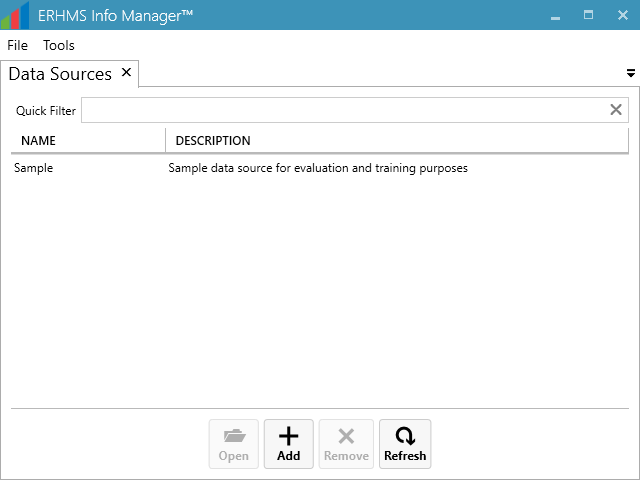 ERHMS Info Manager™
File Tools
Data Sources
Quick Filter
NAME DESCRIPTION
Sample Sample data source for evaluation and training purposes
Open Add Remove Refresh